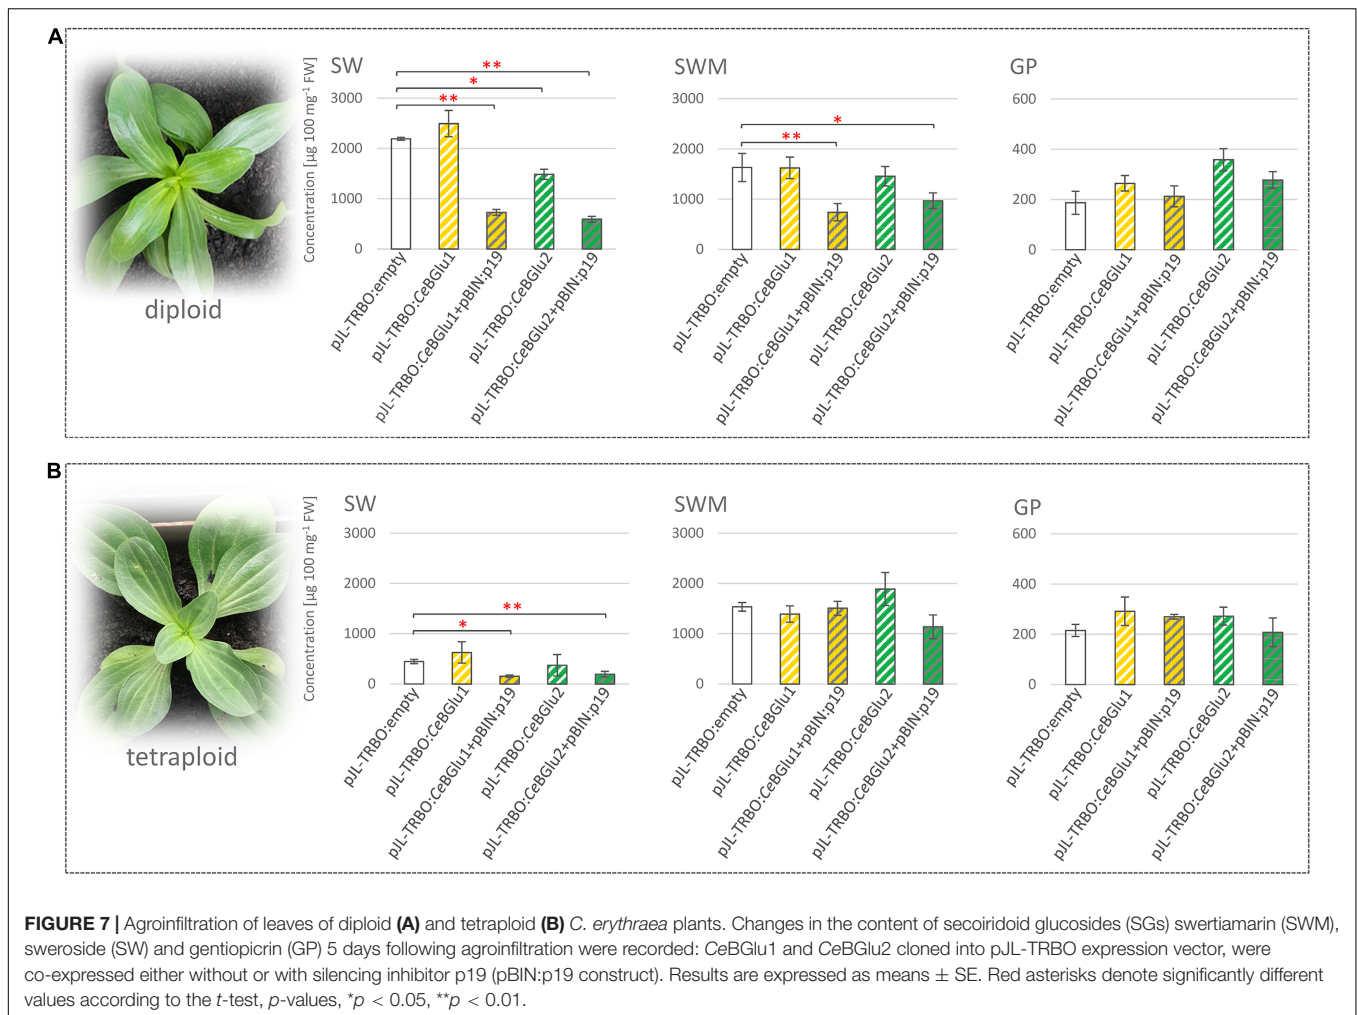 A
SW
SWM
GP
Concentration [µg 100 mg⁻¹ FW]
**
*
**
*
**
3000
2000
1000
0
3000
2000
1000
0
600
400
200
0
pJL-TRBO:empty
pJL-TRBO:CeBGlu1
pJL-TRBO:CeBGlu1+pBIN:p19
pJL-TRBO:CeBGlu2
pJL-TRBO:CeBGlu2+pBIN:p19
pJL-TRBO:empty
pJL-TRBO:CeBGlu1
pJL-TRBO:CeBGlu1+pBIN:p19
pJL-TRBO:CeBGlu2
pJL-TRBO:CeBGlu2+pBIN:p19
pJL-TRBO:empty
pJL-TRBO:CeBGlu1
pJL-TRBO:CeBGlu1+pBIN:p19
pJL-TRBO:CeBGlu2
pJL-TRBO:CeBGlu2+pBIN:p19
diploid
B
SW
SWM
GP
Concentration [µg 100 mg⁻¹ FW]
**
*
3000
2000
1000
0
3000
2000
1000
0
600
400
200
0
pJL-TRBO:empty
pJL-TRBO:CeBGlu1
pJL-TRBO:CeBGlu1+pBIN:p19
pJL-TRBO:CeBGlu2
pJL-TRBO:CeBGlu2+pBIN:p19
pJL-TRBO:empty
pJL-TRBO:CeBGlu1
pJL-TRBO:CeBGlu1+pBIN:p19
pJL-TRBO:CeBGlu2
pJL-TRBO:CeBGlu2+pBIN:p19
pJL-TRBO:empty
pJL-TRBO:CeBGlu1
pJL-TRBO:CeBGlu1+pBIN:p19
pJL-TRBO:CeBGlu2
pJL-TRBO:CeBGlu2+pBIN:p19
tetraploid
FIGURE 7 | Agroinfiltration of leaves of diploid (A) and tetraploid (B) C. erythraea plants. Changes in the content of secoiridoid glucosides (SGs) swertiamarin (SWM),
sweroside (SW) and gentiopicrin (GP) 5 days following agroinfiltration were recorded: CeBGlu1 and CeBGlu2 cloned into pJL-TRBO expression vector, were
co-expressed either without or with silencing inhibitor p19 (pBIN:p19 construct). Results are expressed as means ± SE. Red asterisks denote significantly different
values according to the t-test, p-values, *p < 0.05, **p < 0.01.